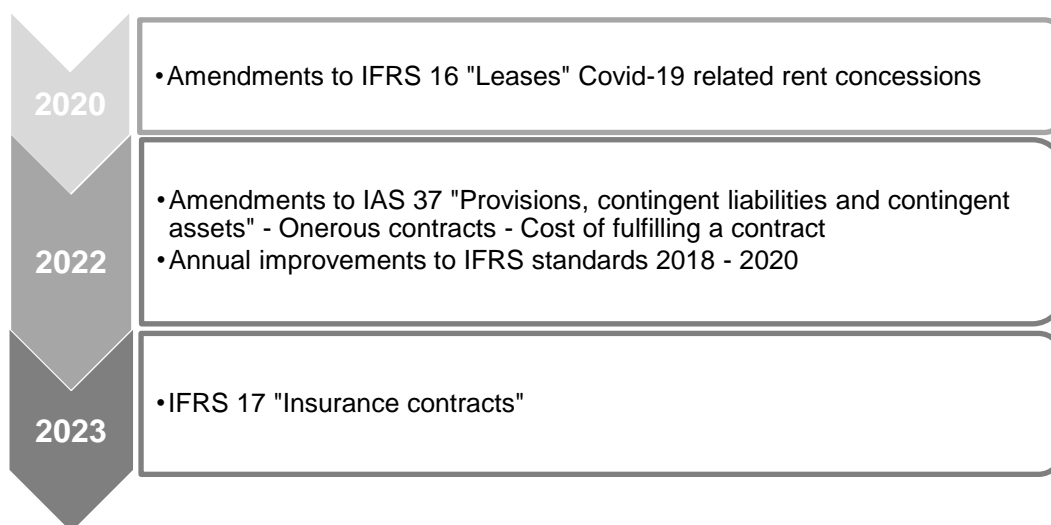 2020
•Amendments to IFRS 16 "Leases" Covid-19 related rent concessions
2022
•Amendments to IAS 37 "Provisions, contingent liabilities and contingent
assets" - Onerous contracts - Cost of fulfilling a contract
•Annual improvements to IFRS standards 2018 - 2020
2023
•IFRS 17 "Insurance contracts"